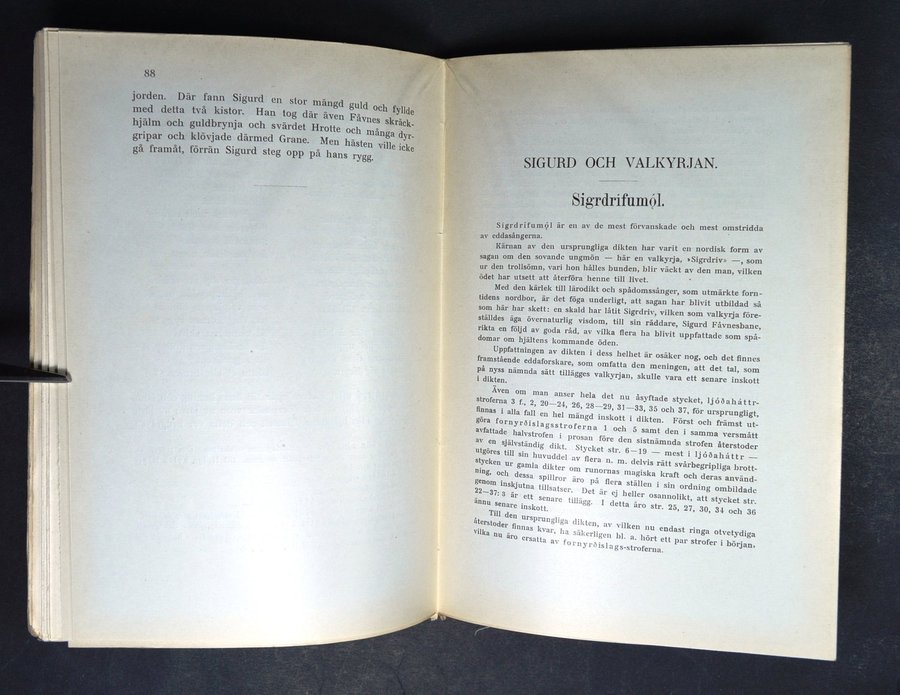 88
jorden. Där fann Sigurd en stor mängd guld och fyllde
med detta två kistor. Han tog där även Fåvnes skräck-
hjälm och guldbrynja och svärdet Hrotte och många dyr-
gripar och klövjade därmed Grane. Men hästen ville icke
gå framåt, förrän Sigurd steg opp på hans rygg.
SIGURD OCH VALKYRJAN.
Sigrdrífumǫ́l.
Sigrdrífumǫ́l är en av de mest förvanskade och mest omstridda
av eddasångerna.
Kärnan av den ursprungliga dikten har varit en nordisk form av
sagan om den sovande ungmön — här en valkyrja, »Sigrdriv» —, som
ur den trollsömn, vari hon hålles bunden, blir väckt av den man, vilken
ödet har utsett att återföra henne till livet.
Med den kärlek till lärodikt och spådomssånger, som utmärkte forn-
tidens nordbor, är det föga underligt, att sagan har blivit utbildad så
som här har skett: en skald har låtit Sigrdriv, vilken som valkyrja före-
ställdes äga övernaturlig visdom, till sin räddare, Sigurd Fåvnesbane,
rikta en följd av goda råd, av vilka flera ha blivit uppfattade som spå-
domar om hjältens kommande öden.
Uppfattningen av dikten i dess helhet är osäker nog, och det finnes
framstående eddaforskare, som omfatta den meningen, att det tal, som
på nyss nämnda sätt tillägges valkyrjan, skulle vara ett senare inskott
i dikten.
Även om man anser hela det nu åsyftade stycket, ljóðaháttr-
stroferna 3 f., 2, 20—24, 26, 28—29, 31—33, 35 och 37, för ursprungligt,
finnas i alla fall en hel mängd inskott i dikten. Först och främst ut-
göra fornyrðislagsstroferna 1 och 5 samt den i samma versmått
avfattade halvstrofen i prosan före den sistnämnda strofen återstoder
av en självständig dikt. Stycket str. 6—19 — mest i ljóðaháttr —
utgöres till sin huvuddel av flera n. m. delvis rätt svårbegripliga brott-
stycken ur gamla dikter om runornas magiska kraft och deras använd-
ning, och dessa spillror äro på flera ställen i sin ordning ombildade
genom inskjutna tillsatser. Det är ej heller osannolikt, att stycket str.
22—37: 3 är ett senare tillägg. I detta äro str. 25, 27, 30, 34 och 36
ännu senare inskott.
Till den ursprungliga dikten, av vilken nu endast ringa otvetydiga
återstoder finnas kvar, ha säkerligen bl. a. hört ett par strofer i början,
vilka nu äro ersatta av fornyrðislags-stroferna.